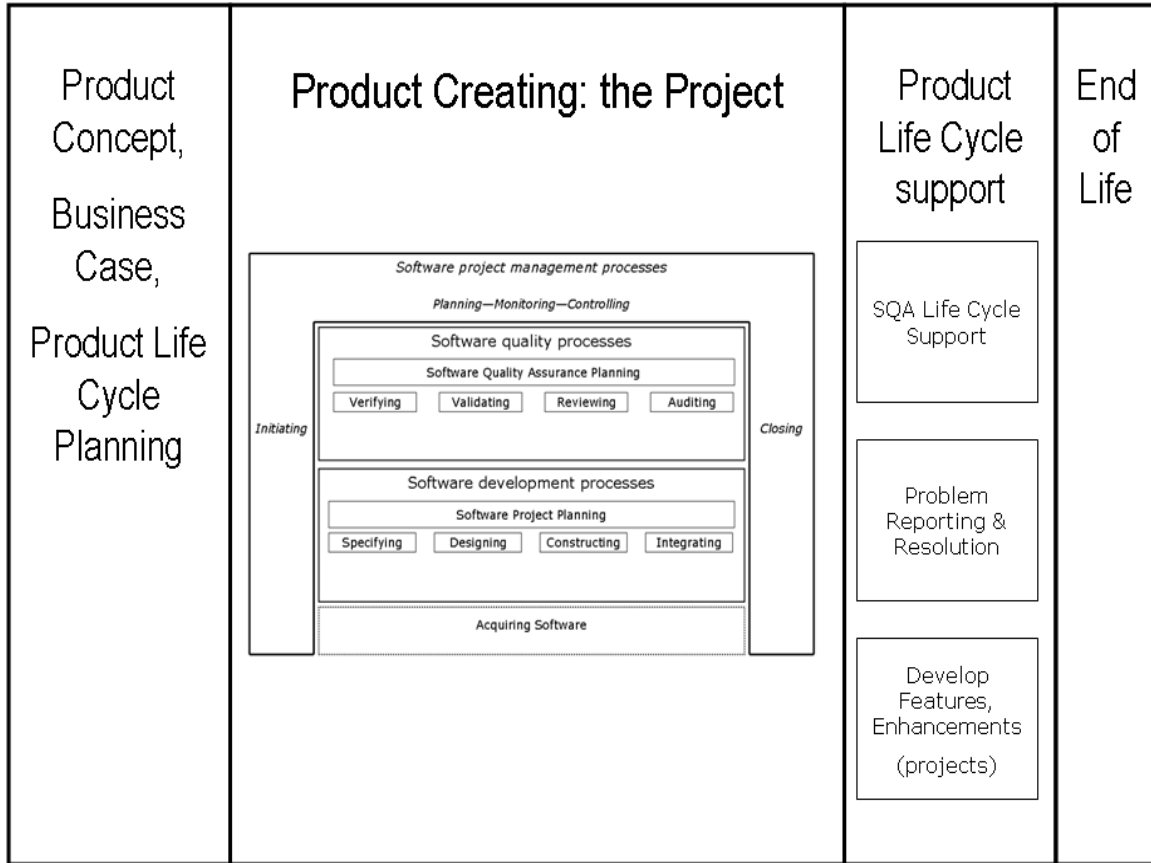 Product
Concept,
Business
Case,
Product Life
Cycle
Planning
Product Creating: the Project
Software project management processes
Planning—Monitoring—Controlling
Initiating
Closing
Software quality processes
Software Quality Assurance Planning
Verifying
Validating
Reviewing
Auditing
Software development processes
Software Project Planning
Specifying
Designing
Constructing
Integrating
Acquiring Software
Product
Life Cycle
support
SQA Life Cycle
Support
Problem
Reporting &
Resolution
Develop
Features,
Enhancements
(projects)
End
of
Life